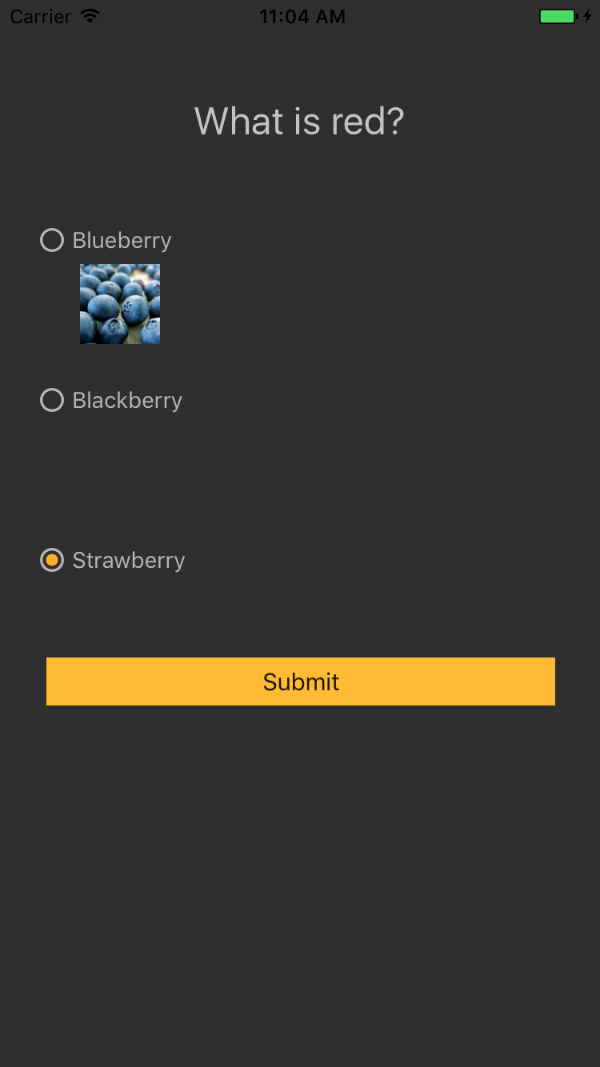 Carrier 11:04 AM
What is red?
Blueberry
Blackberry
Strawberry
Submit